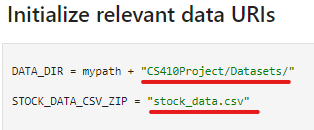 Initialize relevant data URIs
DATA_DIR = mypath + "CS410Project/Datasets/"
STOCK_DATA_CSV_ZIP = "stock_data.csv"